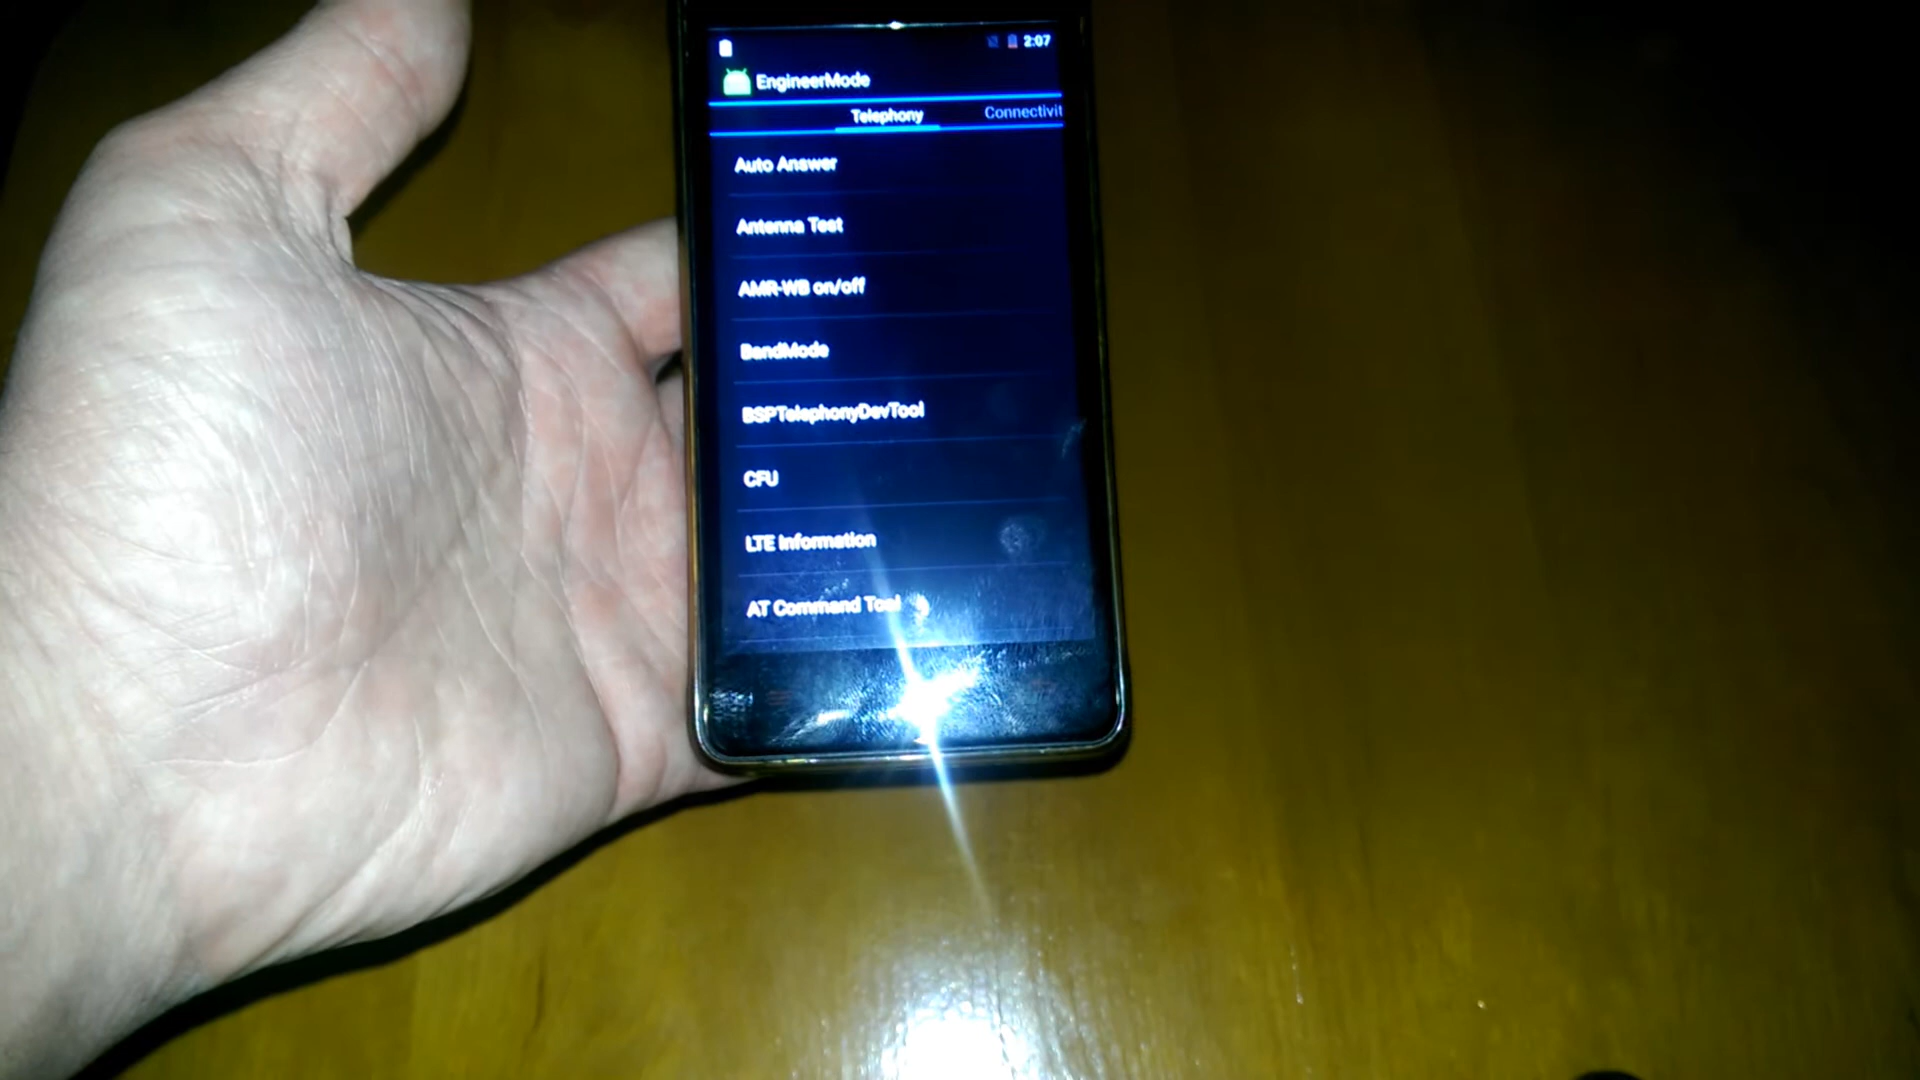 2:07
EngineerMode
Telephony Connectivit
Auto Answer
Antenna Test
AMR-WB on/off
BandMode
BSPTelephonyDevTool
CFU
LTE Information
AT Command Tool